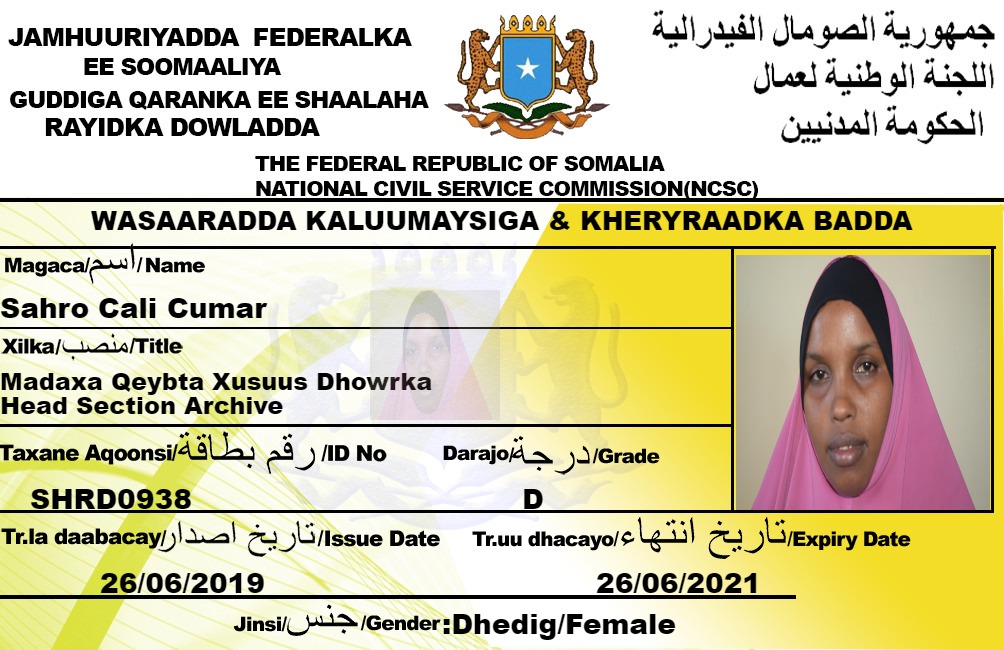 JAMHUURIYADDA FEDERALKA
EE SOOMAALIYA
GUDDIGA QARANKA EE SHAALAHA
RAYIDKA DOWLADDA
جمهورية الصومال الفيدرالية
اللجنة الوطنية لعمال
الحكومة المدنيين
THE FEDERAL REPUBLIC OF SOMALIA
NATIONAL CIVIL SERVICE COMMISSION(NCSC)
WASAARADDA KALUUMAYSIGA & KHERYRAADKA BADDA
Magaca/اسم/Name
Sahro Cali Cumar
Xilka/منصب/Title
Madaxa Qeybta Xusuus Dhowrka
Head Section Archive
Taxane Aqoonsi/رقم بطاقة/ID No
Darajo/درجة/Grade
SHRD0938
D
Tr.la daabacay/تاريخ اصدار/Issue Date
Tr.uu dhacayo/تاريخ انتهاء/Expiry Date
26/06/2019
26/06/2021
Jinsi/جنس/Gender:Dhedig/Female